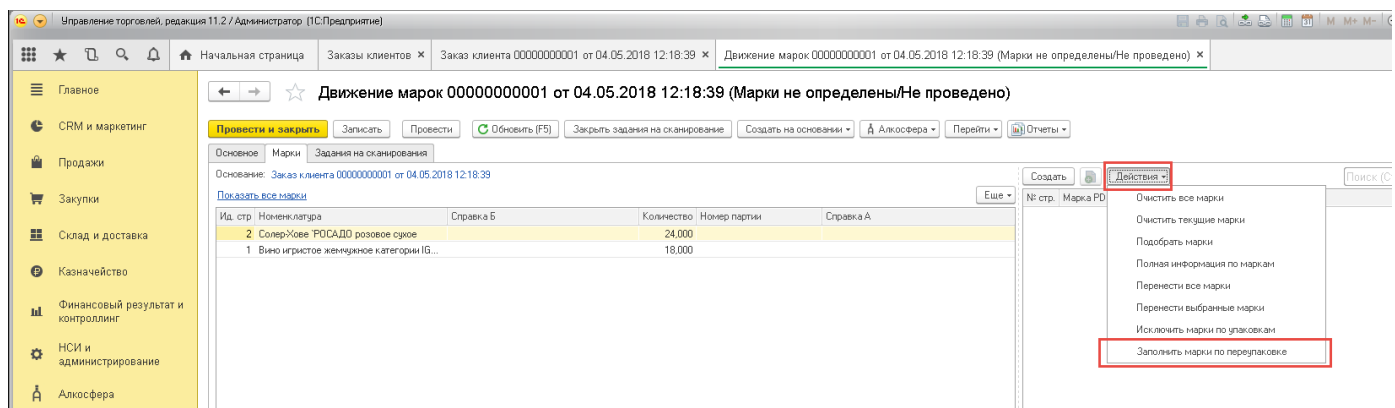 1С Управление торговлей, редакция 11.2 / Администратор (1С:Предприятие) 31 M M+ M-
Начальная страница Заказы клиентов × Заказ клиента 00000000001 от 04.05.2018 12:18:39 × Движение марок 00000000001 от 04.05.2018 12:18:39 (Марки не определены/Не проведено) ×
Главное
CRM и маркетинг
Продажи
Закупки
Склад и доставка
Казначейство
Финансовый результат и
контроллинг
НСИ и
администрирование
Алкосфера
Движение марок 00000000001 от 04.05.2018 12:18:39 (Марки не определены/Не проведено)
Провести и закрыть Записать Провести Обновить (F5) Закрыть задания на сканирование Создать на основании Алкосфера Перейти Отчеты
Основное Марки Задания на сканирования
Основание: Заказ клиента 00000000001 от 04.05.2018 12:18:39
Показать все марки Еще
Ид. стр Номенклатура Справка Б Количество Номер партии Справка А
2 Солер-Хове 'РОСАДО розовое сухое 24,000
1 Вино игристое жемчужное категории IG... 18,000
Создать Действия Поиск (C
№ стр. Марка PD
Очистить все марки
Очистить текущие марки
Подобрать марки
Полная информация по маркам
Перенести все марки
Перенести выбранные марки
Исключить марки по упаковкам
Заполнить марки по переупаковке